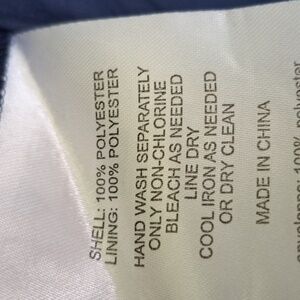 SHELL: 100% POLYESTER
LINING: 100% POLYESTER
HAND WASH SEPARATELY
ONLY NON-CHLORINE
BLEACH AS NEEDED
LINE DRY
COOL IRON AS NEEDED
OR DRY CLEAN
MADE IN CHINA
100%